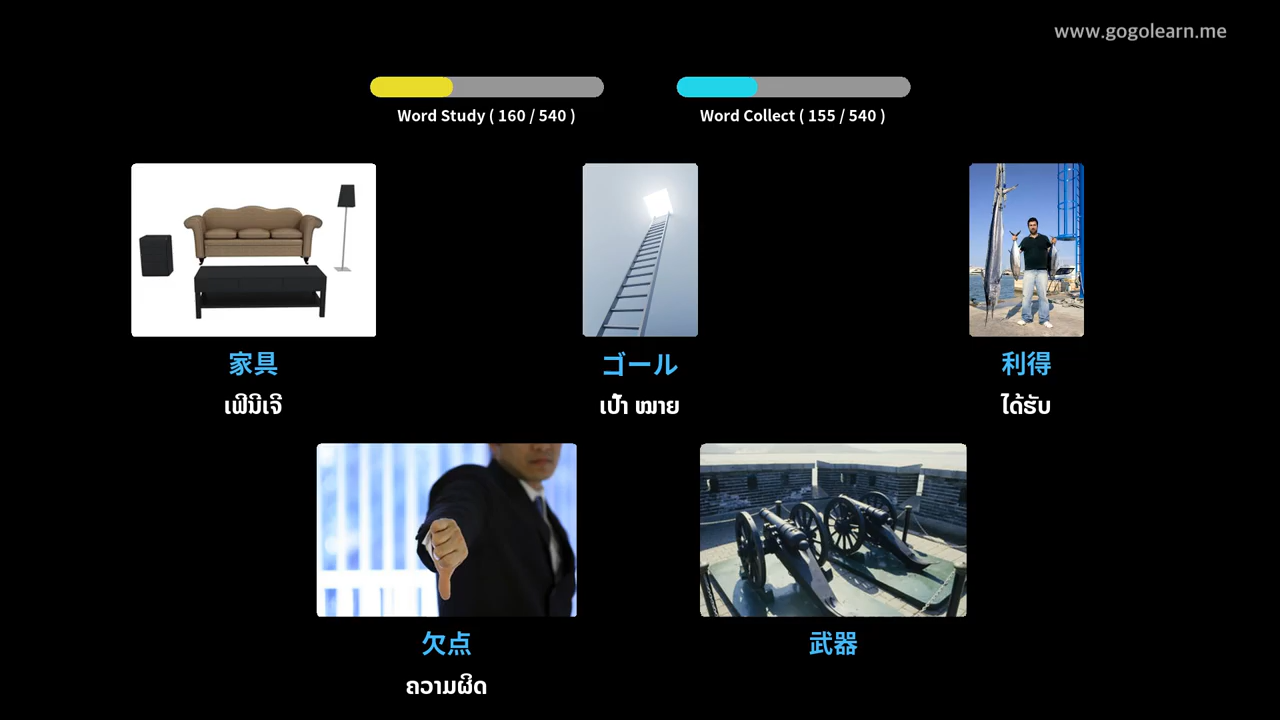 www.gogolearn.me
Word Study ( 160 / 540 )
Word Collect ( 155 / 540 )
家具
ゴール
利得
ເຟີນີເຈີ
ເປົ້າ ໝາຍ
ໄດ້ຮັບ
欠点
武器
ຄວາມຜິດ